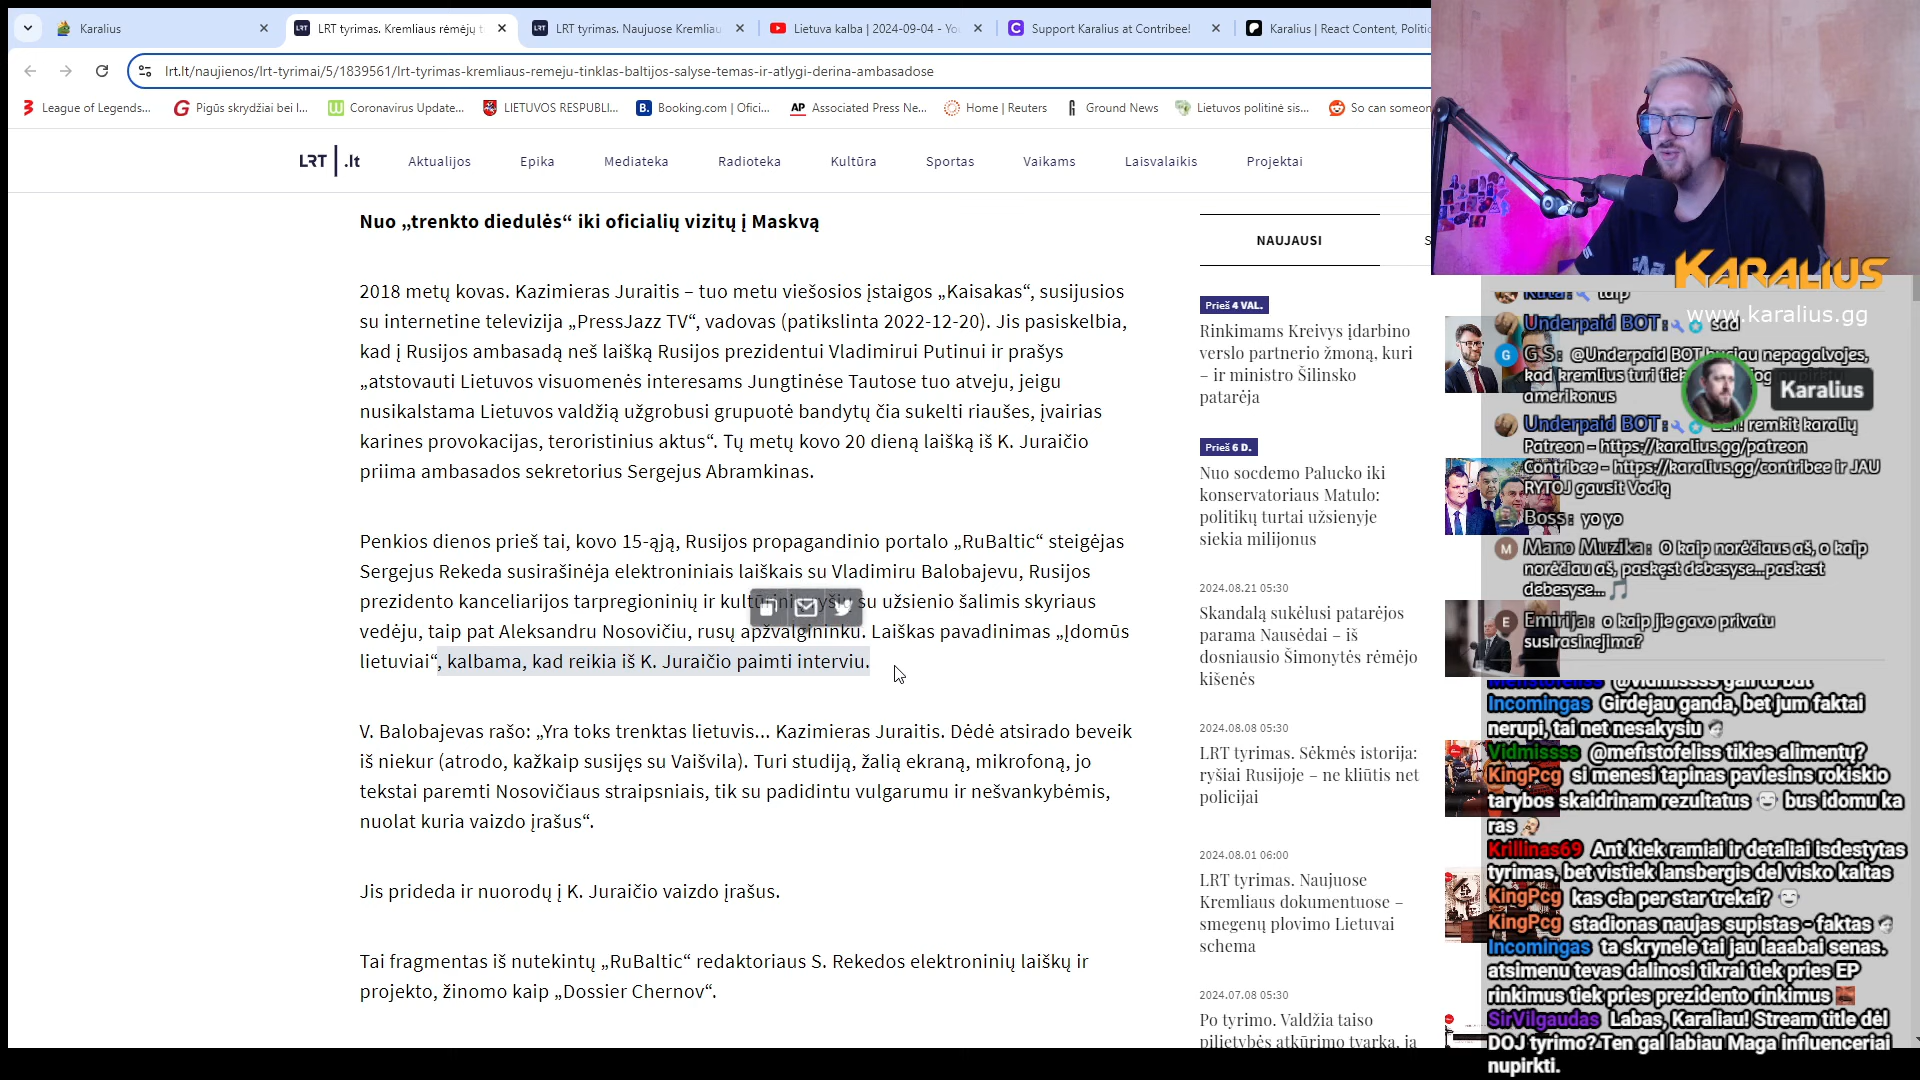 Karalius
LRT tyrimas. Kremliaus rėmėjų t
LRT tyrimas. Naujuose Kremliau
Lietuva kalba | 2024-09-04 - Yo
Support Karalius at Contribee!
Karalius | React Content, Politic
lrt.lt/naujienos/lrt-tyrimai/5/1839561/lrt-tyrimas-kremliaus-remeju-tinklas-baltijos-salyse-temas-ir-atlygi-derina-ambasadose
League of Legends...
Pigūs skrydžiai bei l...
Coronavirus Update...
LIETUVOS RESPUBLI...
Booking.com | Ofici...
Associated Press Ne...
Home | Reuters
Ground News
Lietuvos politinė sis...
So can someon
LRT .lt
Aktualijos
Epika
Mediateka
Radioteka
Kultūra
Sportas
Vaikams
Laisvalaikis
Projektai
Nuo „trenkto diedulės“ iki oficialių vizitų į Maskvą
2018 metų kovas. Kazimieras Juraitis – tuo metu viešosios įstaigos „Kaisakas“, susijusios
su internetine televizija „PressJazz TV“, vadovas (patikslinta 2022-12-20). Jis pasiskelbia,
kad į Rusijos ambasadą neš laišką Rusijos prezidentui Vladimirui Putinui ir prašys
„atstovauti Lietuvos visuomenės interesams Jungtinėse Tautose tuo atveju, jeigu
nusikalstama Lietuvos valdžią užgrobusi grupuotė bandytų čia sukelti riaušes, įvairias
karines provokacijas, teroristinius aktus“. Tų metų kovo 20 dieną laišką iš K. Juraičio
priima ambasados sekretorius Sergejus Abramkinas.
Penkios dienos prieš tai, kovo 15-ąją, Rusijos propagandinio portalo „RuBaltic“ steigėjas
Sergejus Rekeda susirašinėja elektroniniais laiškais su Vladimiru Balobajevu, Rusijos
prezidento kanceliarijos tarpregioninių ir kultūrinių ryšių su užsienio šalimis skyriaus
vedėju, taip pat Aleksandru Nosovičiu, rusų apžvalgininku. Laiškas pavadinimas „Įdomūs
lietuviai“, kalbama, kad reikia iš K. Juraičio paimti interviu.
V. Balobajevas rašo: „Yra toks trenktas lietuvis... Kazimieras Juraitis. Dėdė atsirado beveik
iš niekur (atrodo, kažkaip susijęs su Vaišvila). Turi studiją, žalią ekraną, mikrofoną, jo
tekstai paremti Nosovičiaus straipsniais, tik su padidintu vulgarumu ir nešvankybėmis,
nuolat kuria vaizdo įrašus“.
Jis prideda ir nuorodų į K. Juraičio vaizdo įrašus.
Tai fragmentas iš nutekintų „RuBaltic“ redaktoriaus S. Rekedos elektroninių laiškų ir
projekto, žinomo kaip „Dossier Chernov“.
NAUJAUSI
S
Prieš 4 VAL.
Rinkimams Kreivys įdarbino
verslo partnerio žmoną, kuri
– ir ministro Šilinsko
patarėja
Prieš 6 D.
Nuo socdemo Palucko iki
konservatoriaus Matulo:
politikų turtai užsienyje
siekia milijonus
2024.08.21 05:30
Skandalą sukėlusi patarėjos
parama Nausėdai – iš
dosniausio Šimonytės rėmėjo
kišenės
2024.08.08 05:30
LRT tyrimas. Sėkmės istorija:
ryšiai Rusijoje – ne kliūtis net
policijai
2024.08.01 06:00
LRT tyrimas. Naujuose
Kremliaus dokumentuose –
smegenų plovimo Lietuvai
schema
2024.07.08 05:30
Po tyrimo. Valdžia taiso
pilietybės atkūrimo tvarką, ja
KARALIUS
www.karalius.gg
Ruta: taip
Underpaid BOT: sdd
G S: @Underpaid BOT nepagalvojes,
kad kremlius turi tiek
amerikonus
Karalius
Underpaid BOT: remkit karalių
Patreon - https://karalius.gg/patreon
Contribee - https://karalius.gg/contribee ir JAU
RYTOJ gausit Vod'ą
Boss: yo yo
Mano Muzika: O kaip norėčiaus aš, o kaip
norėčiau aš, paskęst debesyse...paskest
debesyse...
Emirija: o kaip jie gavo privatu
susirasinejima?
Incomingas Girdejau ganda, bet jum faktai
nerupi, tai net nesakysiu
Vidmissss @mefistofeliss tikies alimentų?
KingPcg si menesi tapinas paviesins rokiskio
tarybos skaidrinam rezultatus bus idomu ka
ras
Krillinas69 Ant kiek ramiai ir detaliai isdestytas
tyrimas, bet vistiek lansbergis del visko kaltas
KingPcg kas cia per star trekai?
KingPcg stadionas naujas supistas - faktas
Incomingas ta skrynele tai jau laaabai senas.
atsimenu tevas dalinosi tikrai tiek pries EP
rinkimus tiek pries prezidento rinkimus
SirVilgaudas Labas, Karaliau! Stream title dėl
DOJ tyrimo? Ten gal labiau Maga influenceriai
nupirkti.